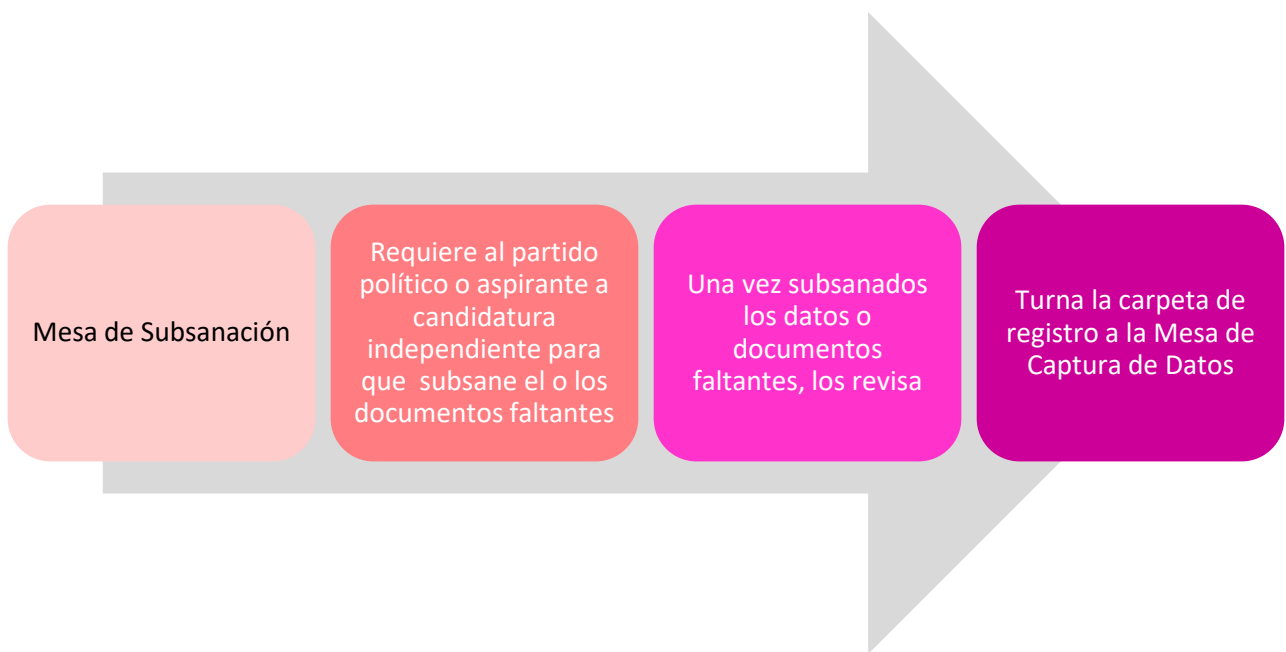 Mesa de Subsanación
Requiere al partido
político o aspirante a
candidatura
independiente para
que  subsane el o los
documentos faltantes
Una vez subsanados
los datos o
documentos
faltantes, los revisa
Turna la carpeta de
registro a la Mesa de
Captura de Datos